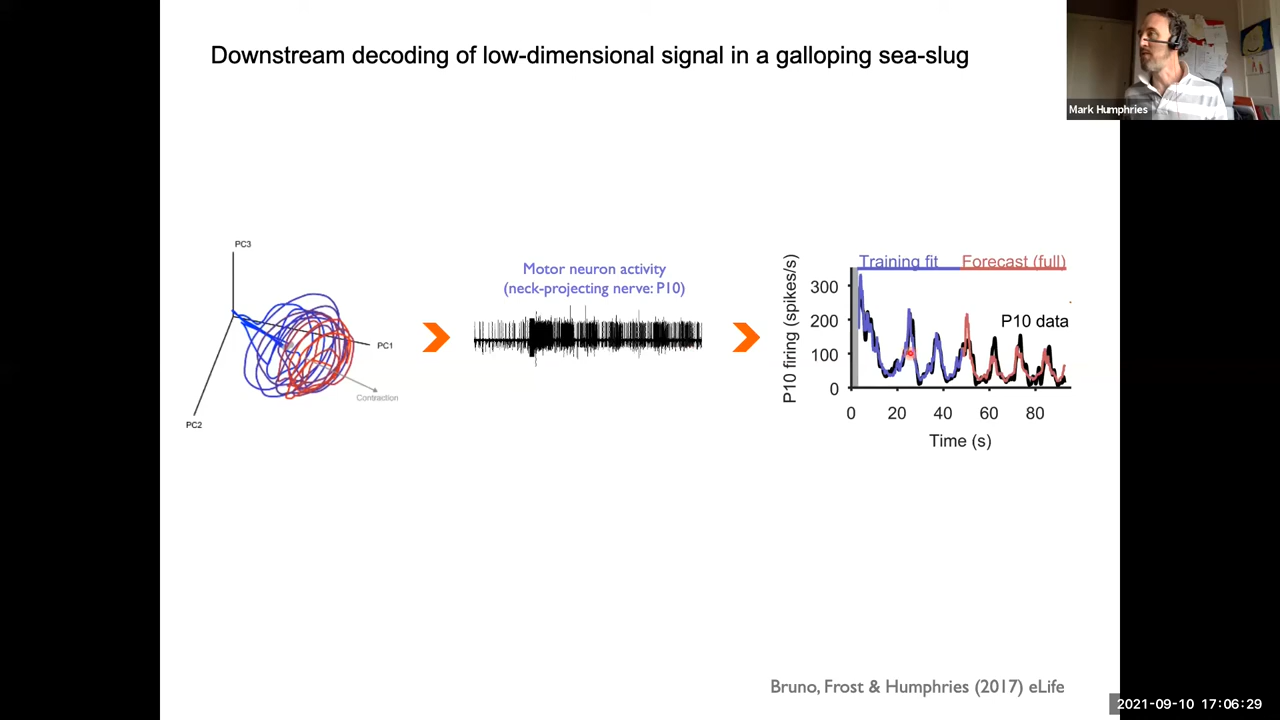 Downstream decoding of low-dimensional signal in a galloping sea-slug
Mark Humphries
PC3
PC1
Contraction
PC2
Motor neuron activity
(neck-projecting nerve: P10)
Training fit
Forecast (full)
P10 data
P10 firing (spikes/s)
300
200
100
0
0 20 40 60 80
Time (s)
Bruno, Frost & Humphries (2017) eLife
2021-09-10 17:06:29